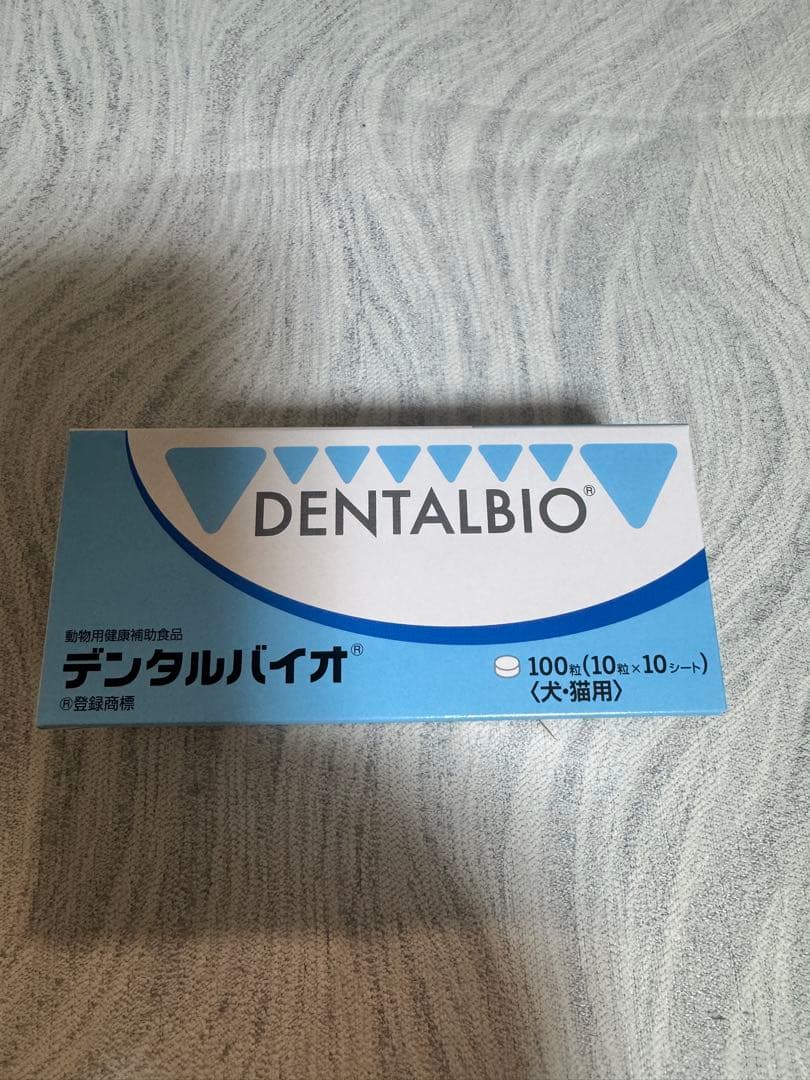 DENTALBIO®
動物用健康補助食品
デンタルバイオ®
®登録商標
100粒(10粒×10シート)
〈犬・猫用〉